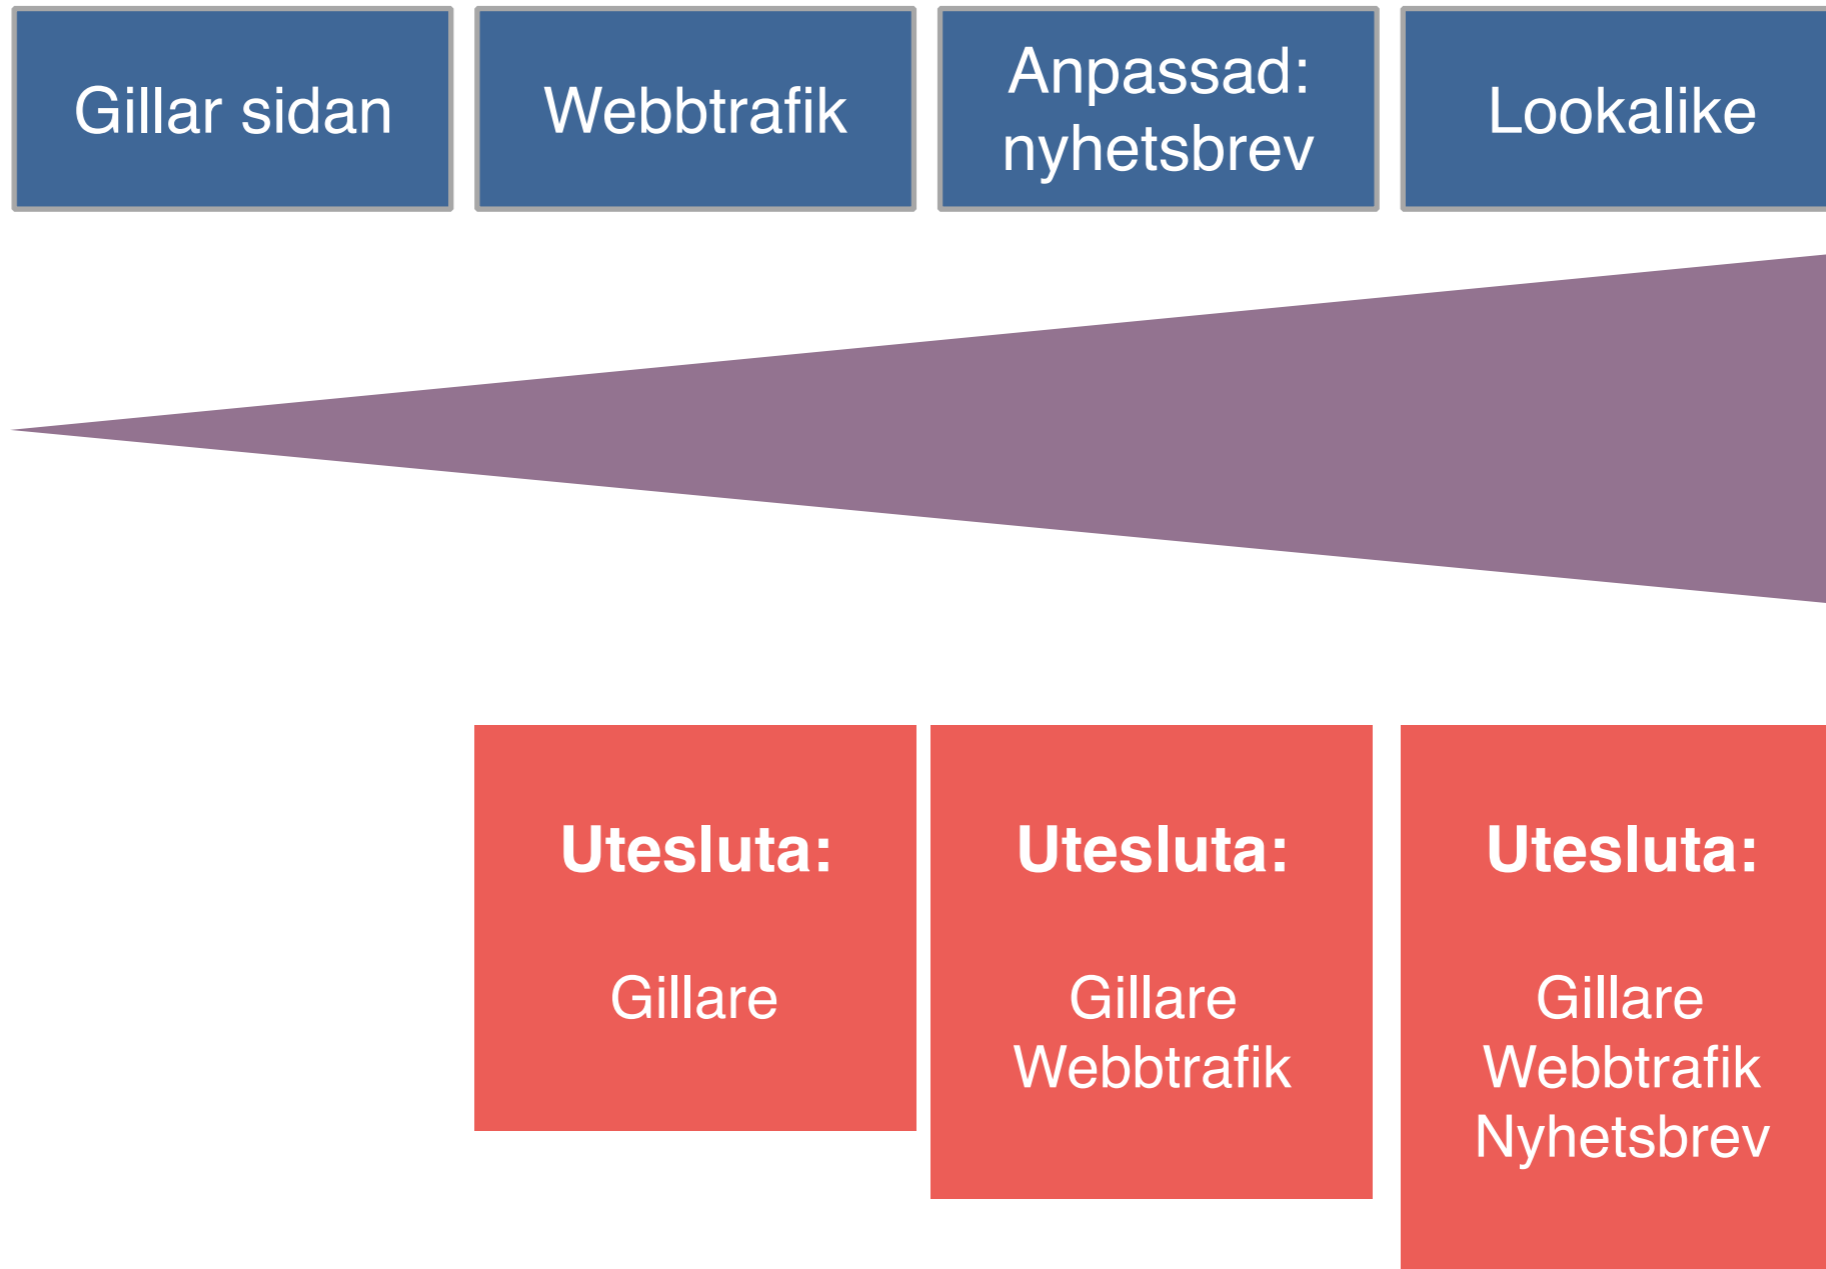 Gillar sidan
Webbtrafik
Anpassad:
nyhetsbrev
Lookalike
Utesluta:
Gillare
Utesluta:
Gillare
Webbtrafik
Utesluta:
Gillare
Webbtrafik
Nyhetsbrev